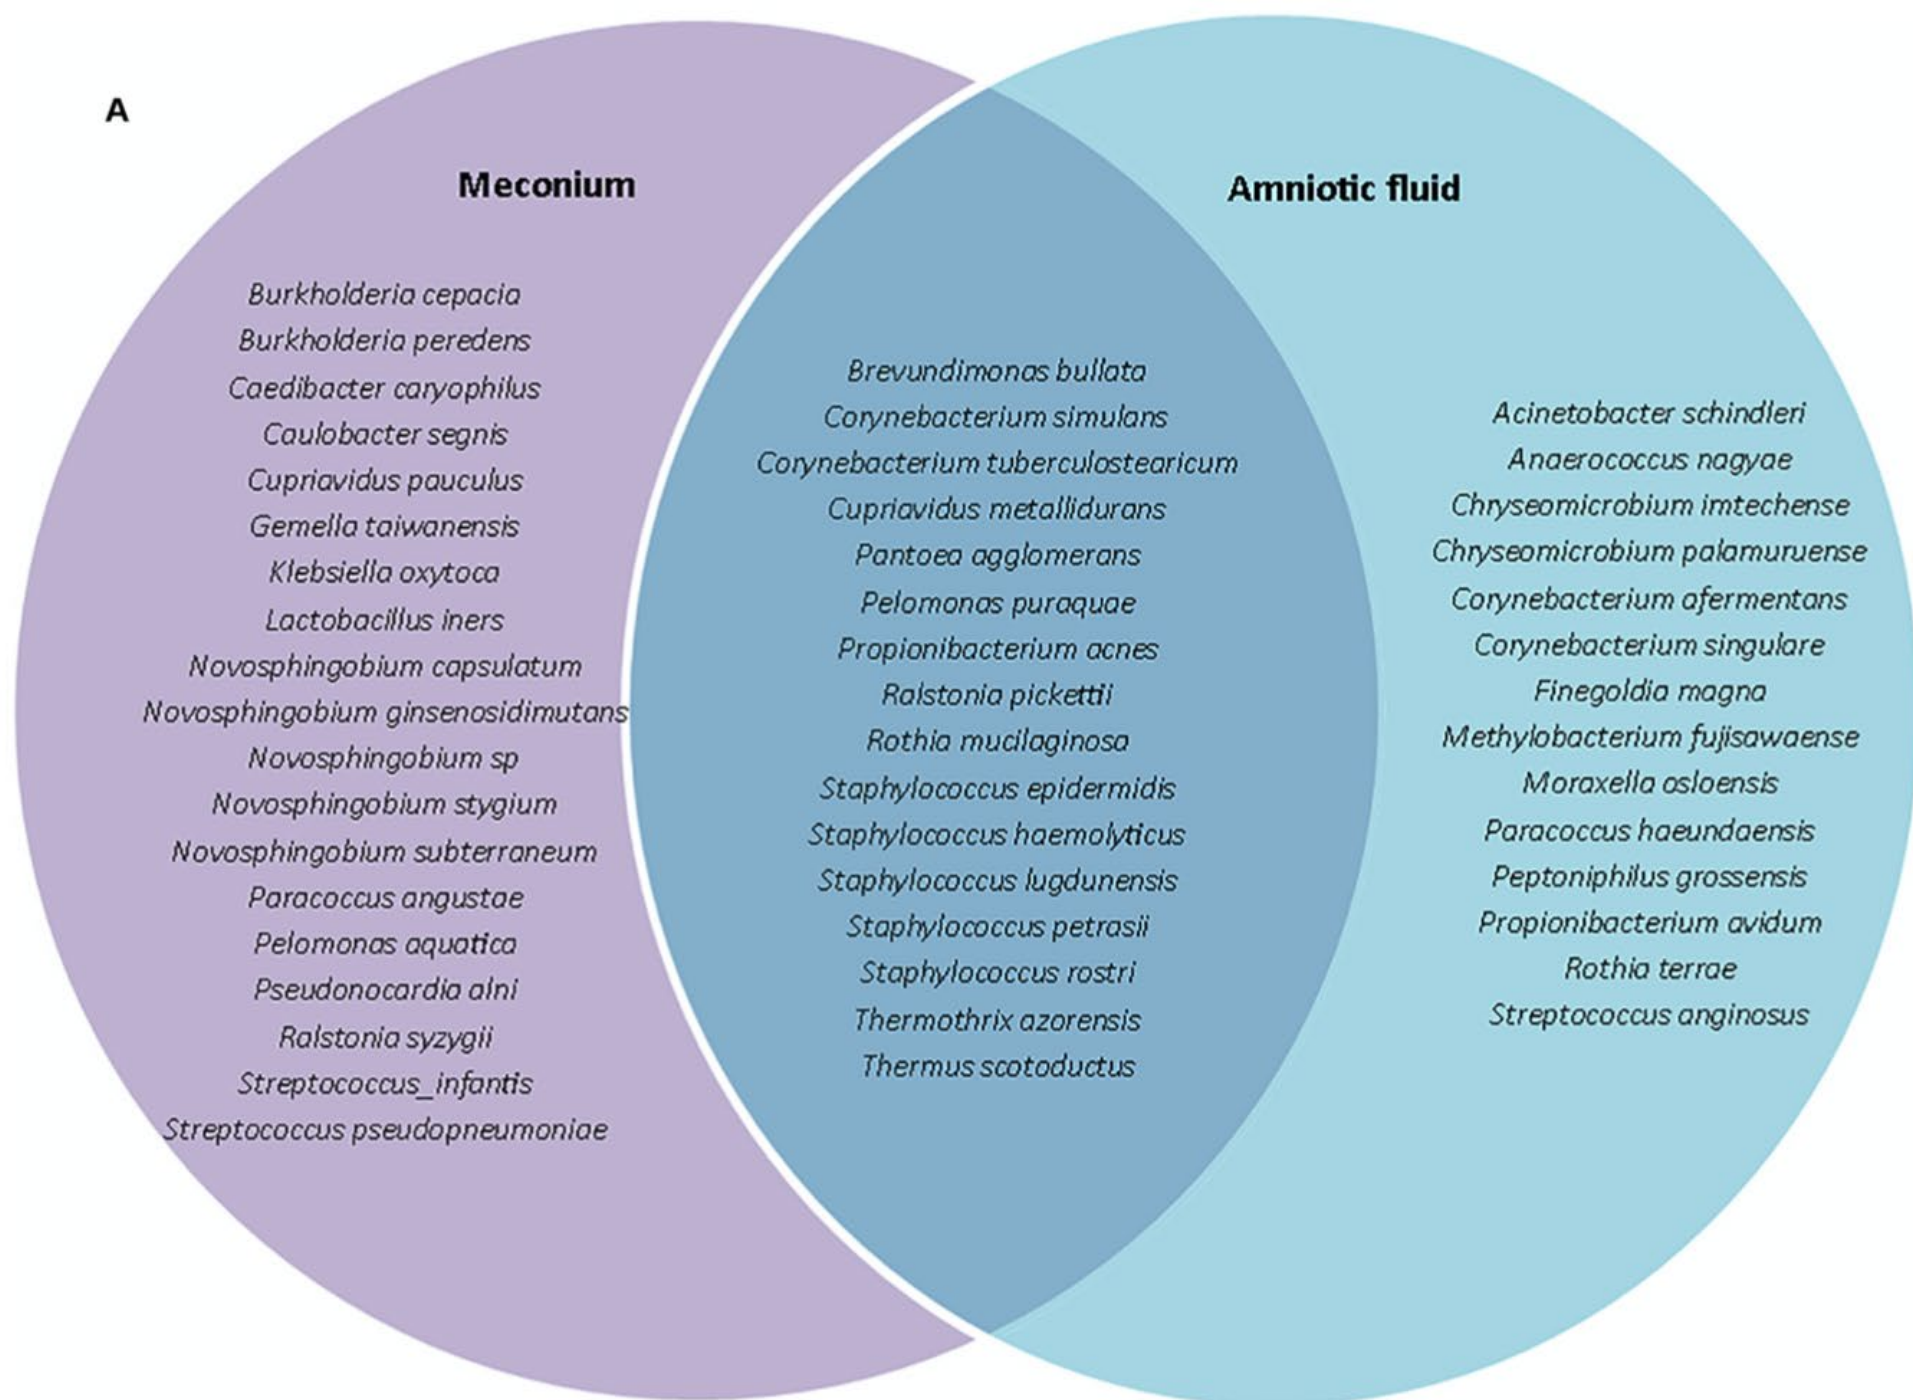 A
Meconium
Burkholderia cepacia
Burkholderia peredens
Caedibacter caryophilus
Caulobacter segnis
Cupriavidus pauculus
Gemella taiwanensis
Klebsiella oxytoca
Lactobacillus iners
Novosphingobium capsulatum
Novosphingobium ginsenosidimutans
Novosphingobium sp
Novosphingobium stygium
Novosphingobium subterraneum
Paracoccus angustae
Pelomonas aquatica
Pseudonocardia alni
Ralstonia syzygii
Streptococcus_infantis
Streptococcus pseudopneumoniae
Brevundimonas bullata
Corynebacterium simulans
Corynebacterium tuberculostearicum
Cupriavidus metallidurans
Pantoea agglomerans
Pelomonas puraquae
Propionibacterium acnes
Ralstonia pickettii
Rothia mucilaginosa
Staphylococcus epidermidis
Staphylococcus haemolyticus
Staphylococcus lugdunensis
Staphylococcus petrasii
Staphylococcus rostri
Thermothrix azorensis
Thermus scotoductus
Amniotic fluid
Acinetobacter schindleri
Anaerococcus nagyae
Chryseomicrobium imtechense
Chryseomicrobium palamuruense
Corynebacterium afermentans
Corynebacterium singulare
Finegoldia magna
Methylobacterium fujisawaense
Moraxella osloensis
Paracoccus haeundaensis
Peptoniphilus grossensis
Propionibacterium avidum
Rothia terrae
Streptococcus anginosus